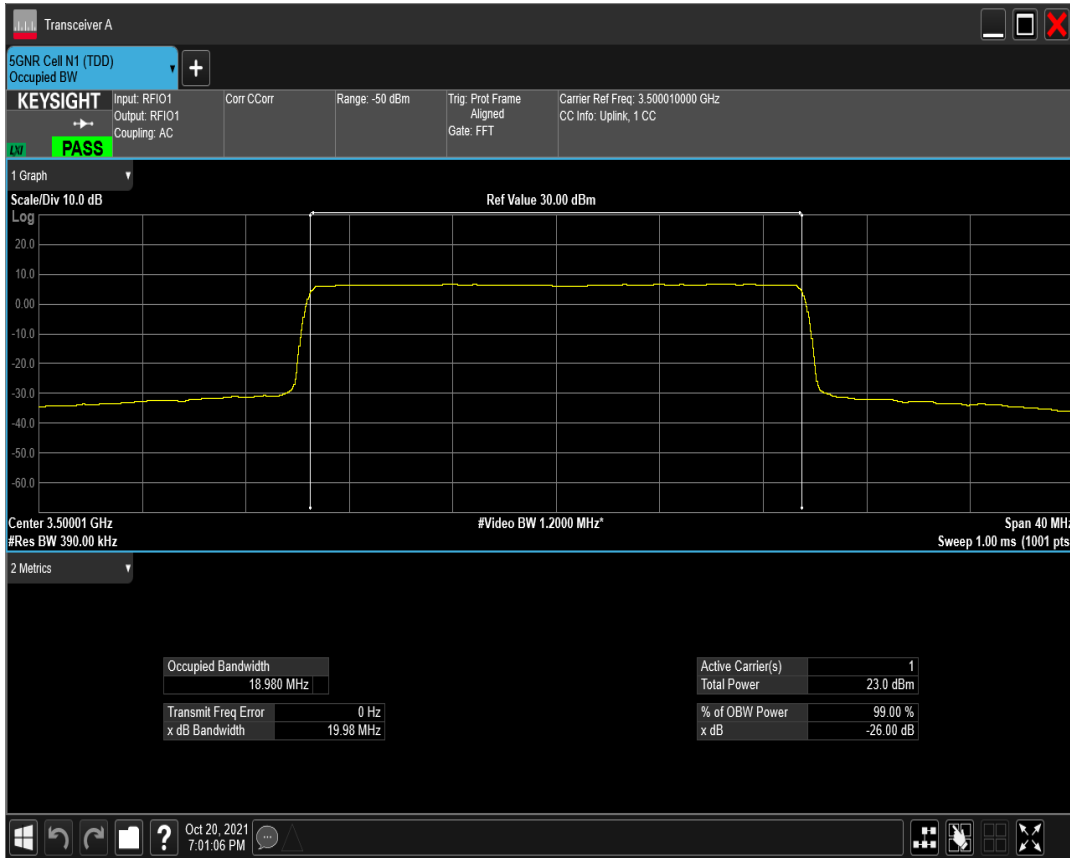 Transceiver A
5GNR Cell N1 (TDD)
Occupied BW
+
KEYSIGHT
LXI
PASS
Input: RFIO1
Output: RFIO1
Coupling: AC
Corr CCorr
Range: -50 dBm
Trig: Prot Frame
Aligned
Gate: FFT
Carrier Ref Freq: 3.500010000 GHz
CC Info: Uplink, 1 CC
1 Graph
Scale/Div 10.0 dB
Ref Value 30.00 dBm
Log
20.0
10.0
0.00
-10.0
-20.0
-30.0
-40.0
-50.0
-60.0
Center 3.50001 GHz
#Video BW 1.2000 MHz*
Span 40 MHz
#Res BW 390.00 kHz
Sweep 1.00 ms (1001 pts
2 Metrics
Occupied Bandwidth
18.980 MHz
Transmit Freq Error 0 Hz
x dB Bandwidth 19.98 MHz
Active Carrier(s) 1
Total Power 23.0 dBm
% of OBW Power 99.00 %
x dB -26.00 dB
?
Oct 20, 2021
7:01:06 PM